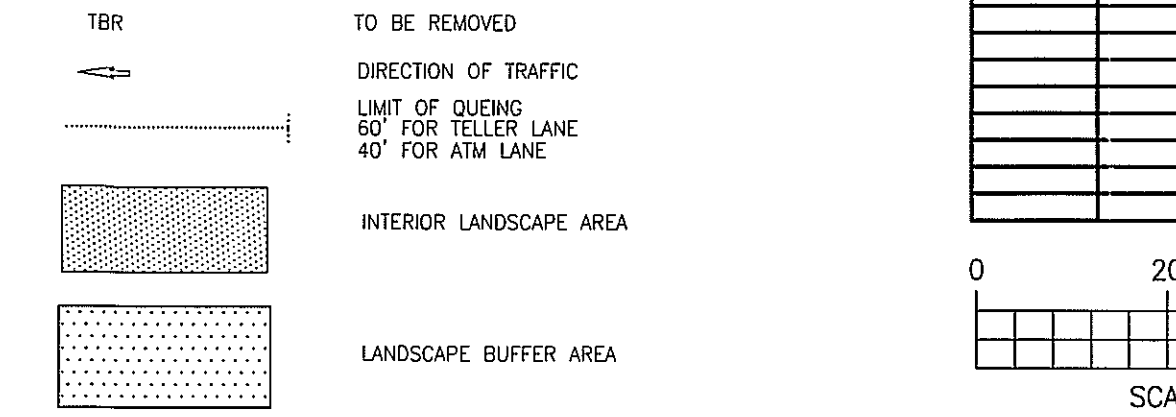 TBR TO BE REMOVED
DIRECTION OF TRAFFIC
LIMIT OF QUEING
60' FOR TELLER LANE
40' FOR ATM LANE
INTERIOR LANDSCAPE AREA
LANDSCAPE BUFFER AREA
0 20